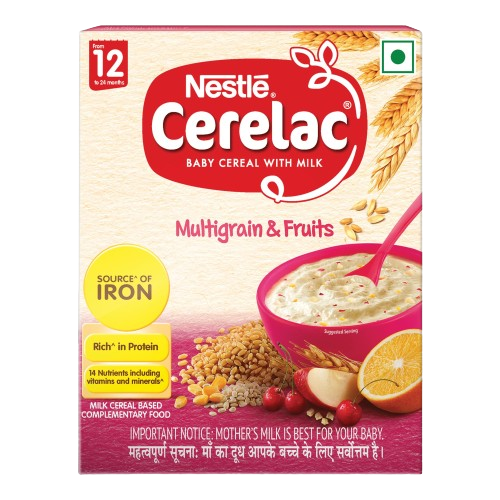 From
12
to 24 months
Nestlé®
Cerelac®
BABY CEREAL WITH MILK
Multigrain & Fruits
SOURCE^ OF
IRON
Rich^ in Protein
14 Nutrients including
vitamins and minerals^
MILK CEREAL BASED
COMPLEMENTARY FOOD
Suggested Serving
IMPORTANT NOTICE: MOTHER'S MILK IS BEST FOR YOUR BABY.
महत्वपूर्ण सूचना: माँ का दूध आपके बच्चे के लिए सर्वोत्तम है।